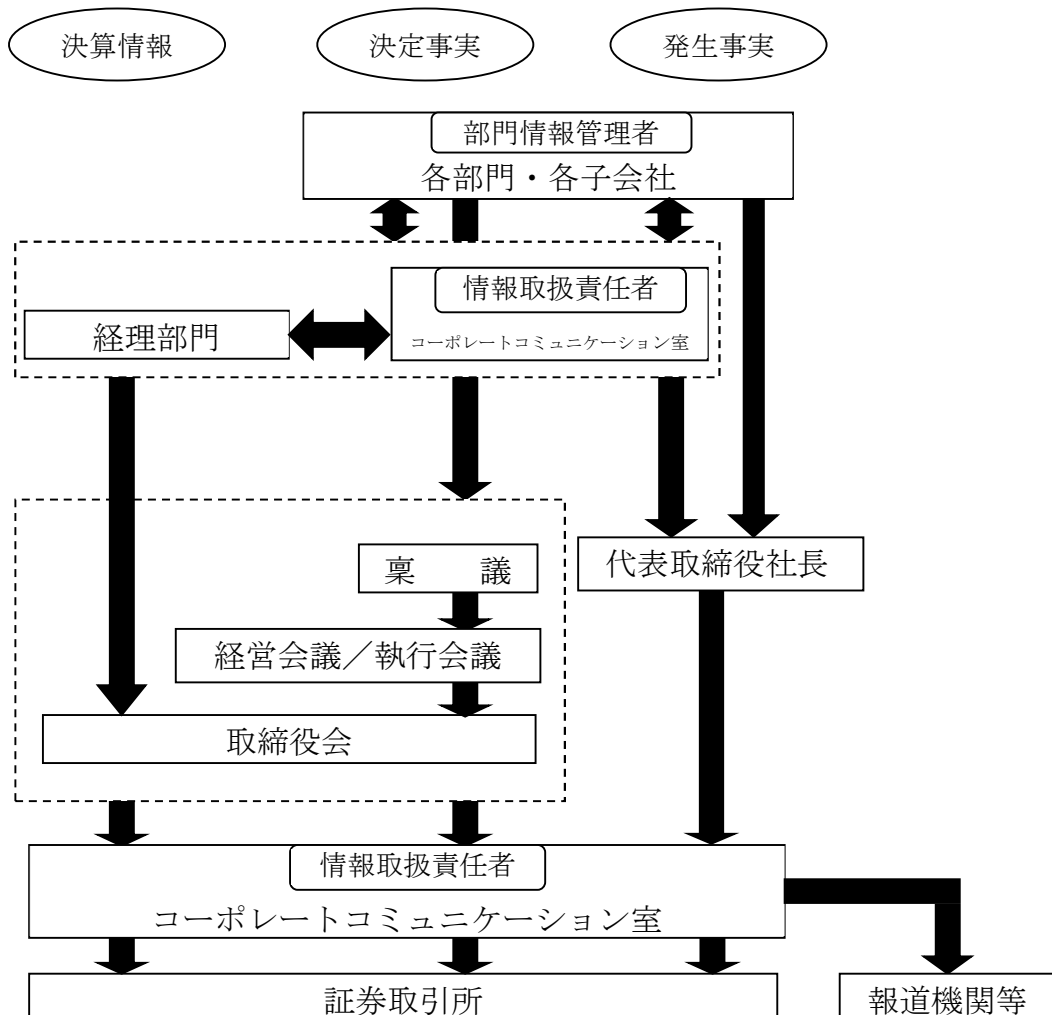 決算情報
決定事実
発生事実
部門情報管理者
各部門・各子会社
情報取扱責任者
経理部門
コーポレートコミュニケーション室
稟　議
代表取締役社長
経営会議／執行会議
取締役会
情報取扱責任者
コーポレートコミュニケーション室
証券取引所
報道機関等